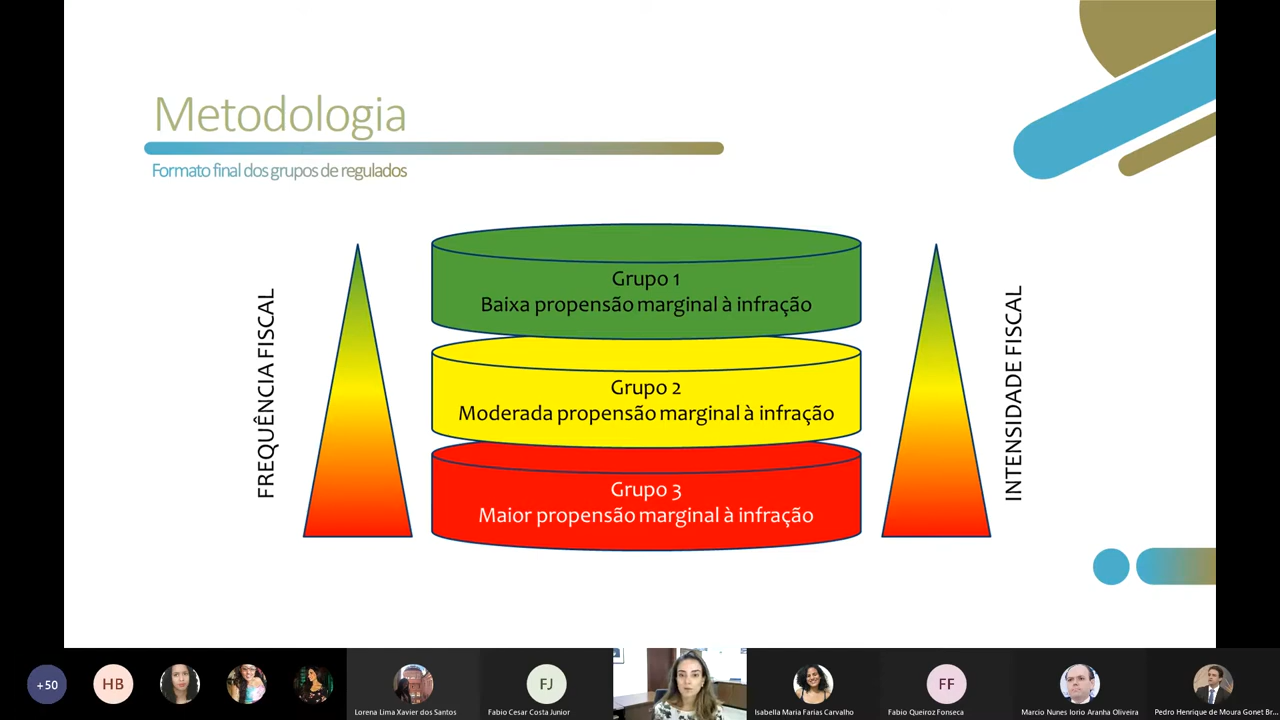 Metodologia
Formato final dos grupos de regulados
FREQUÊNCIA FISCAL
Grupo 1
Baixa propensão marginal à infração
Grupo 2
Moderada propensão marginal à infração
Grupo 3
Maior propensão marginal à infração
INTENSIDADE FISCAL
+50
HB
Lorena Lima Xavier dos Santos
FJ
Fabio Cesar Costa Junior
Isabella Maria Farias Carvalho
FF
Fabio Queiroz Fonseca
Marcio Nunes Iorio Aranha Oliveira
Pedro Henrique de Moura Gonet Br...